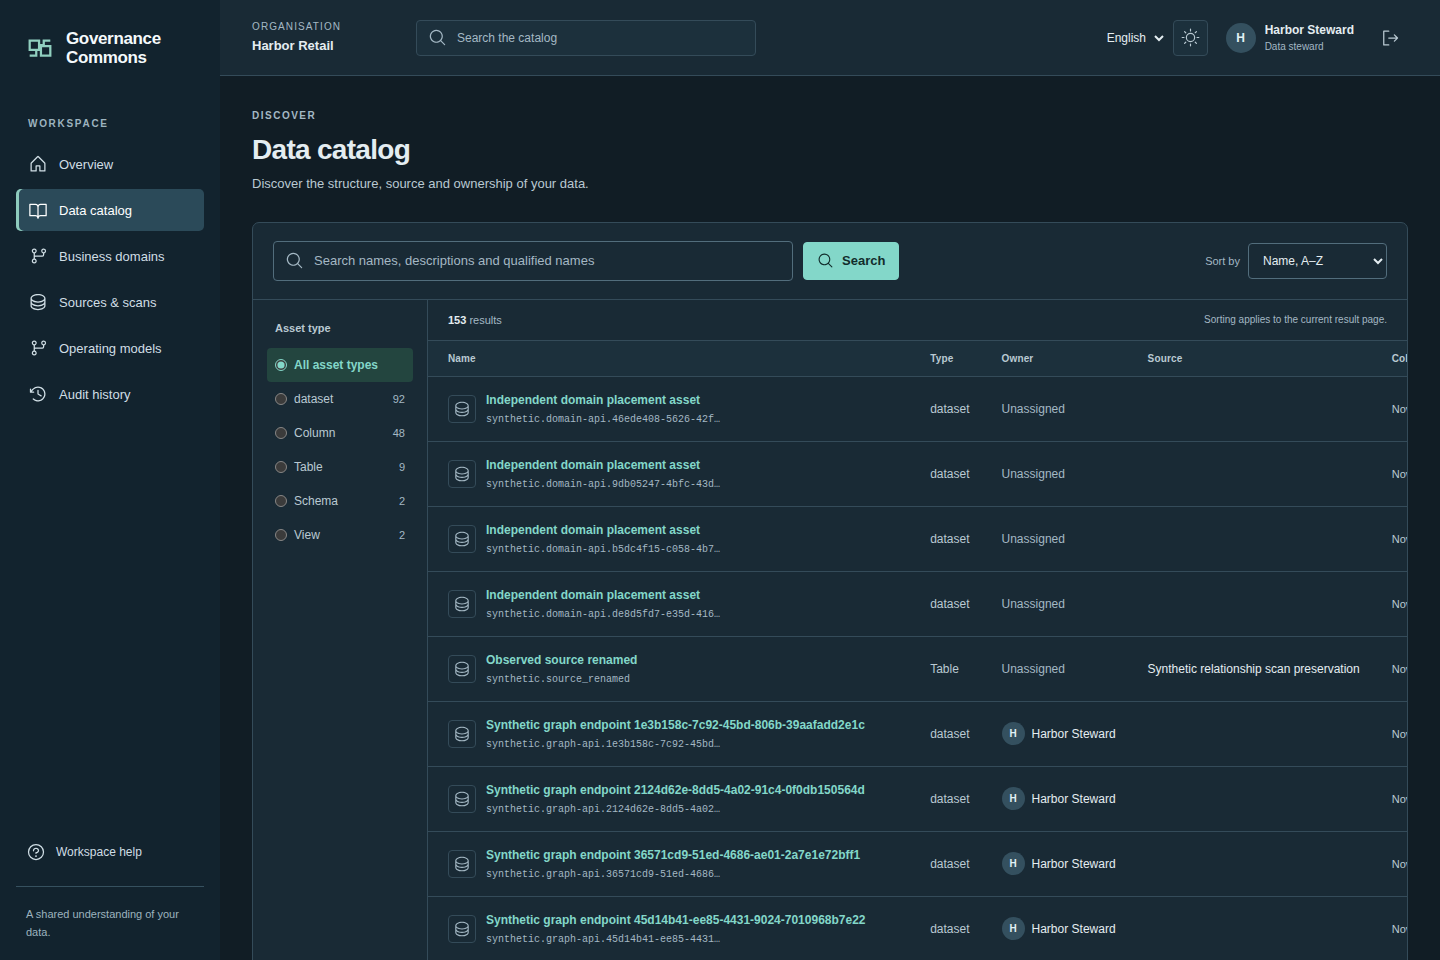 Governance
Commons
WORKSPACE
Overview
Data catalog
Business domains
Sources & scans
Operating models
Audit history
Workspace help
A shared understanding of your
data.
ORGANISATION
Harbor Retail
Search the catalog
English
H
Harbor Steward
Data steward
DISCOVER
Data catalog
Discover the structure, source and ownership of your data.
Search names, descriptions and qualified names
Search
Sort by
Name, A–Z
Asset type
All asset types
dataset 92
Column 48
Table 9
Schema 2
View 2
153 results
Sorting applies to the current result page.
Name Type Owner Source Col
Independent domain placement asset
synthetic.domain-api.46ede408-5626-42f…
dataset Unassigned Nov
Independent domain placement asset
synthetic.domain-api.9db05247-4bfc-43d…
dataset Unassigned Nov
Independent domain placement asset
synthetic.domain-api.b5dc4f15-c058-4b7…
dataset Unassigned Nov
Independent domain placement asset
synthetic.domain-api.de8d5fd7-e35d-416…
dataset Unassigned Nov
Observed source renamed
synthetic.source_renamed
Table Unassigned Synthetic relationship scan preservation Nov
Synthetic graph endpoint 1e3b158c-7c92-45bd-806b-39aafadd2e1c
synthetic.graph-api.1e3b158c-7c92-45bd…
dataset H Harbor Steward Nov
Synthetic graph endpoint 2124d62e-8dd5-4a02-91c4-0f0db150564d
synthetic.graph-api.2124d62e-8dd5-4a02…
dataset H Harbor Steward Nov
Synthetic graph endpoint 36571cd9-51ed-4686-ae01-2a7e1e72bff1
synthetic.graph-api.36571cd9-51ed-4686…
dataset H Harbor Steward Nov
Synthetic graph endpoint 45d14b41-ee85-4431-9024-7010968b7e22
synthetic.graph-api.45d14b41-ee85-4431…
dataset H Harbor Steward Nov